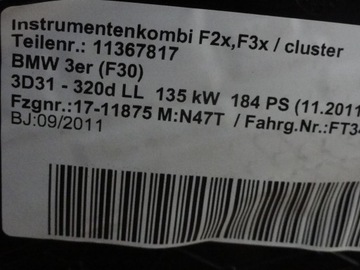 Instrumentenkombi F2x,F3x / cluster
Teilenr.: 11367817
BMW 3er (F30)
3D31 - 320d LL 135 kW 184 PS (11.2011
Fzgnr.:17-11875 M:N47T / Fahrg.Nr.:FT34
BJ:09/2011